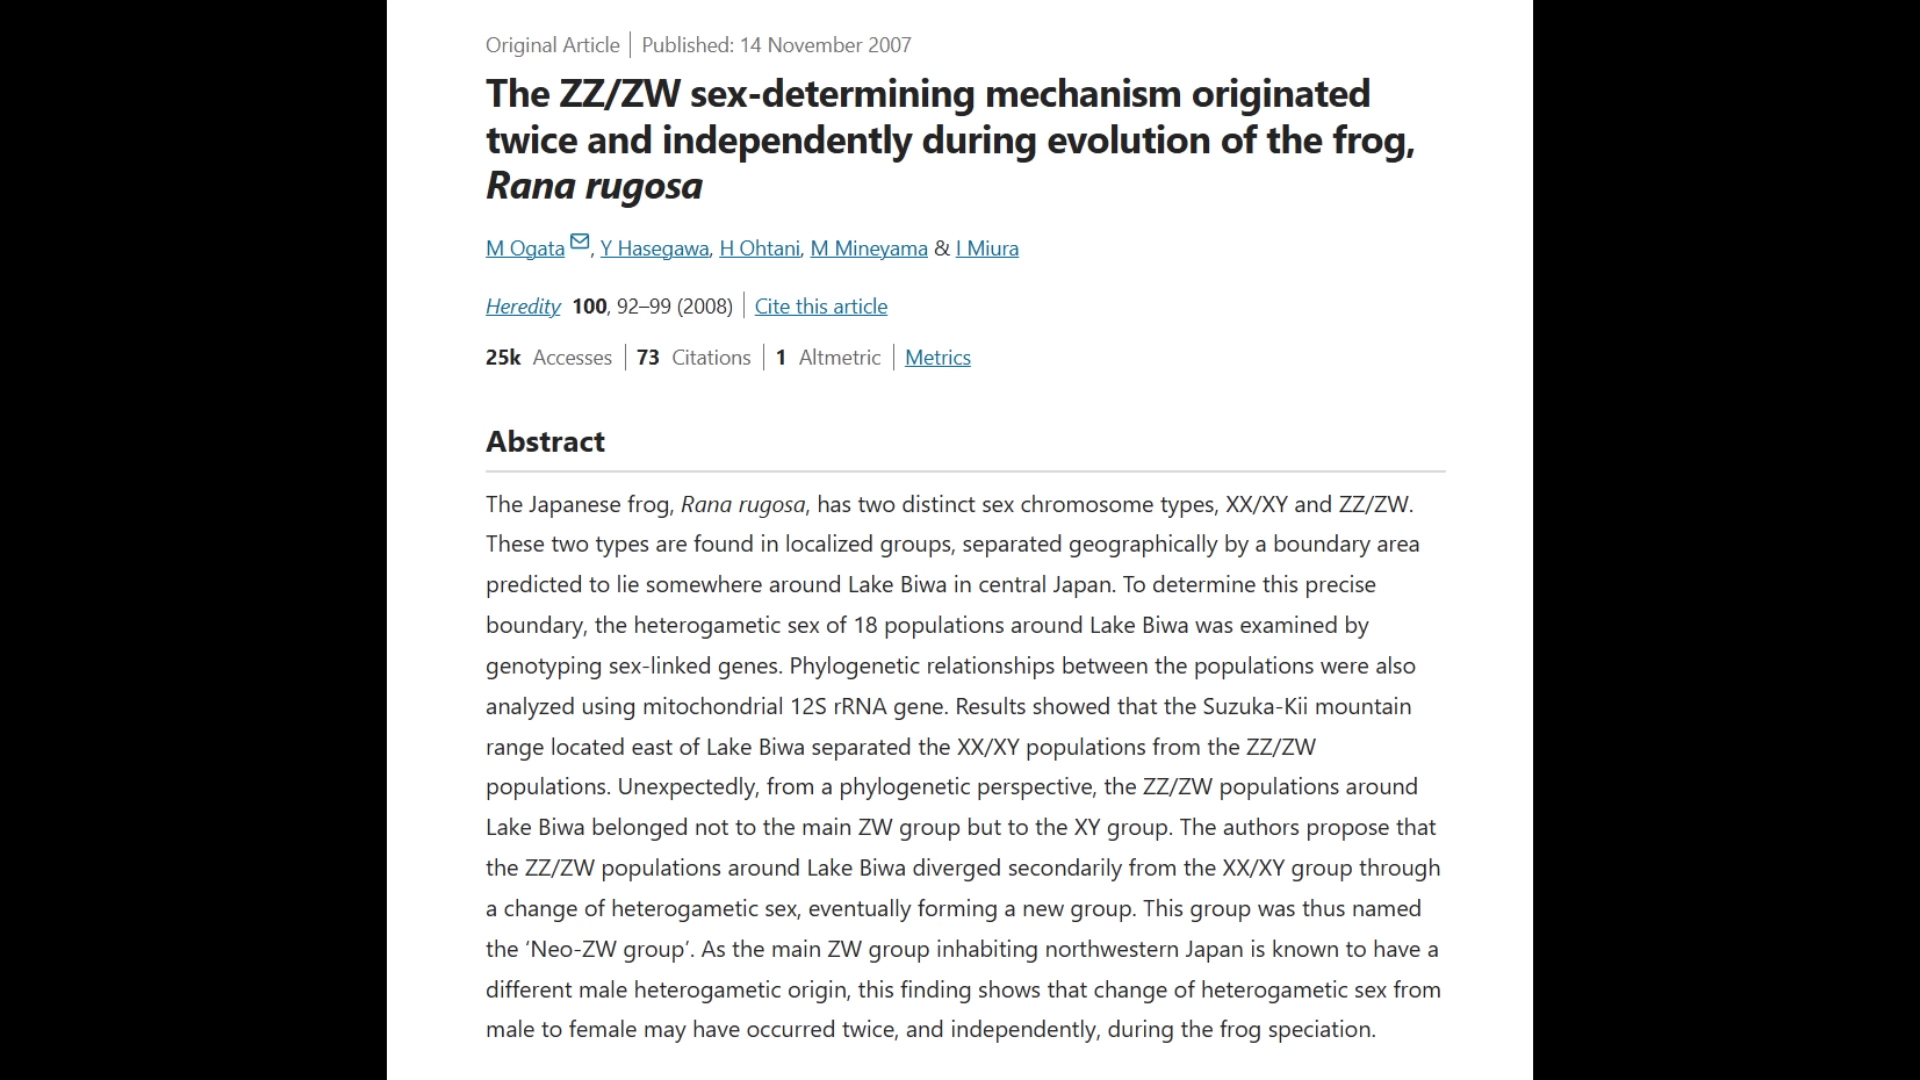 Original Article | Published: 14 November 2007
The ZZ/ZW sex-determining mechanism originated
twice and independently during evolution of the frog,
Rana rugosa
M Ogata, Y Hasegawa, H Ohtani, M Mineyama & I Miura
Heredity 100, 92–99 (2008) | Cite this article
25k Accesses | 73 Citations | 1 Altmetric | Metrics
Abstract
The Japanese frog, Rana rugosa, has two distinct sex chromosome types, XX/XY and ZZ/ZW.
These two types are found in localized groups, separated geographically by a boundary area
predicted to lie somewhere around Lake Biwa in central Japan. To determine this precise
boundary, the heterogametic sex of 18 populations around Lake Biwa was examined by
genotyping sex-linked genes. Phylogenetic relationships between the populations were also
analyzed using mitochondrial 12S rRNA gene. Results showed that the Suzuka-Kii mountain
range located east of Lake Biwa separated the XX/XY populations from the ZZ/ZW
populations. Unexpectedly, from a phylogenetic perspective, the ZZ/ZW populations around
Lake Biwa belonged not to the main ZW group but to the XY group. The authors propose that
the ZZ/ZW populations around Lake Biwa diverged secondarily from the XX/XY group through
a change of heterogametic sex, eventually forming a new group. This group was thus named
the ‘Neo-ZW group’. As the main ZW group inhabiting northwestern Japan is known to have a
different male heterogametic origin, this finding shows that change of heterogametic sex from
male to female may have occurred twice, and independently, during the frog speciation.